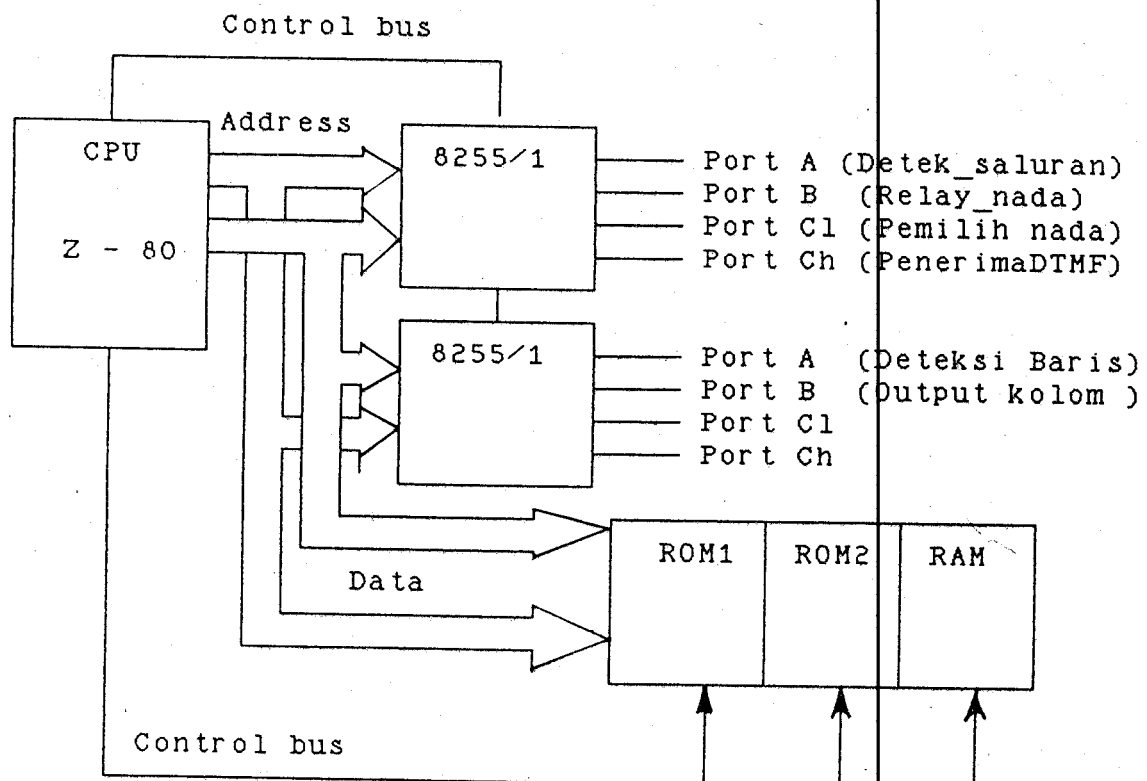 Control bus
Address
CPU
Z - 80
8255/1
Port A (Detek_saluran)
Port B (Relay_nada)
Port Cl (Pemilih nada)
Port Ch (PenerimaDTMF)
8255/1
Port A (Deteksi Baris)
Port B (Output kolom )
Port Cl
Port Ch
ROM1 ROM2 RAM
Data
Control bus